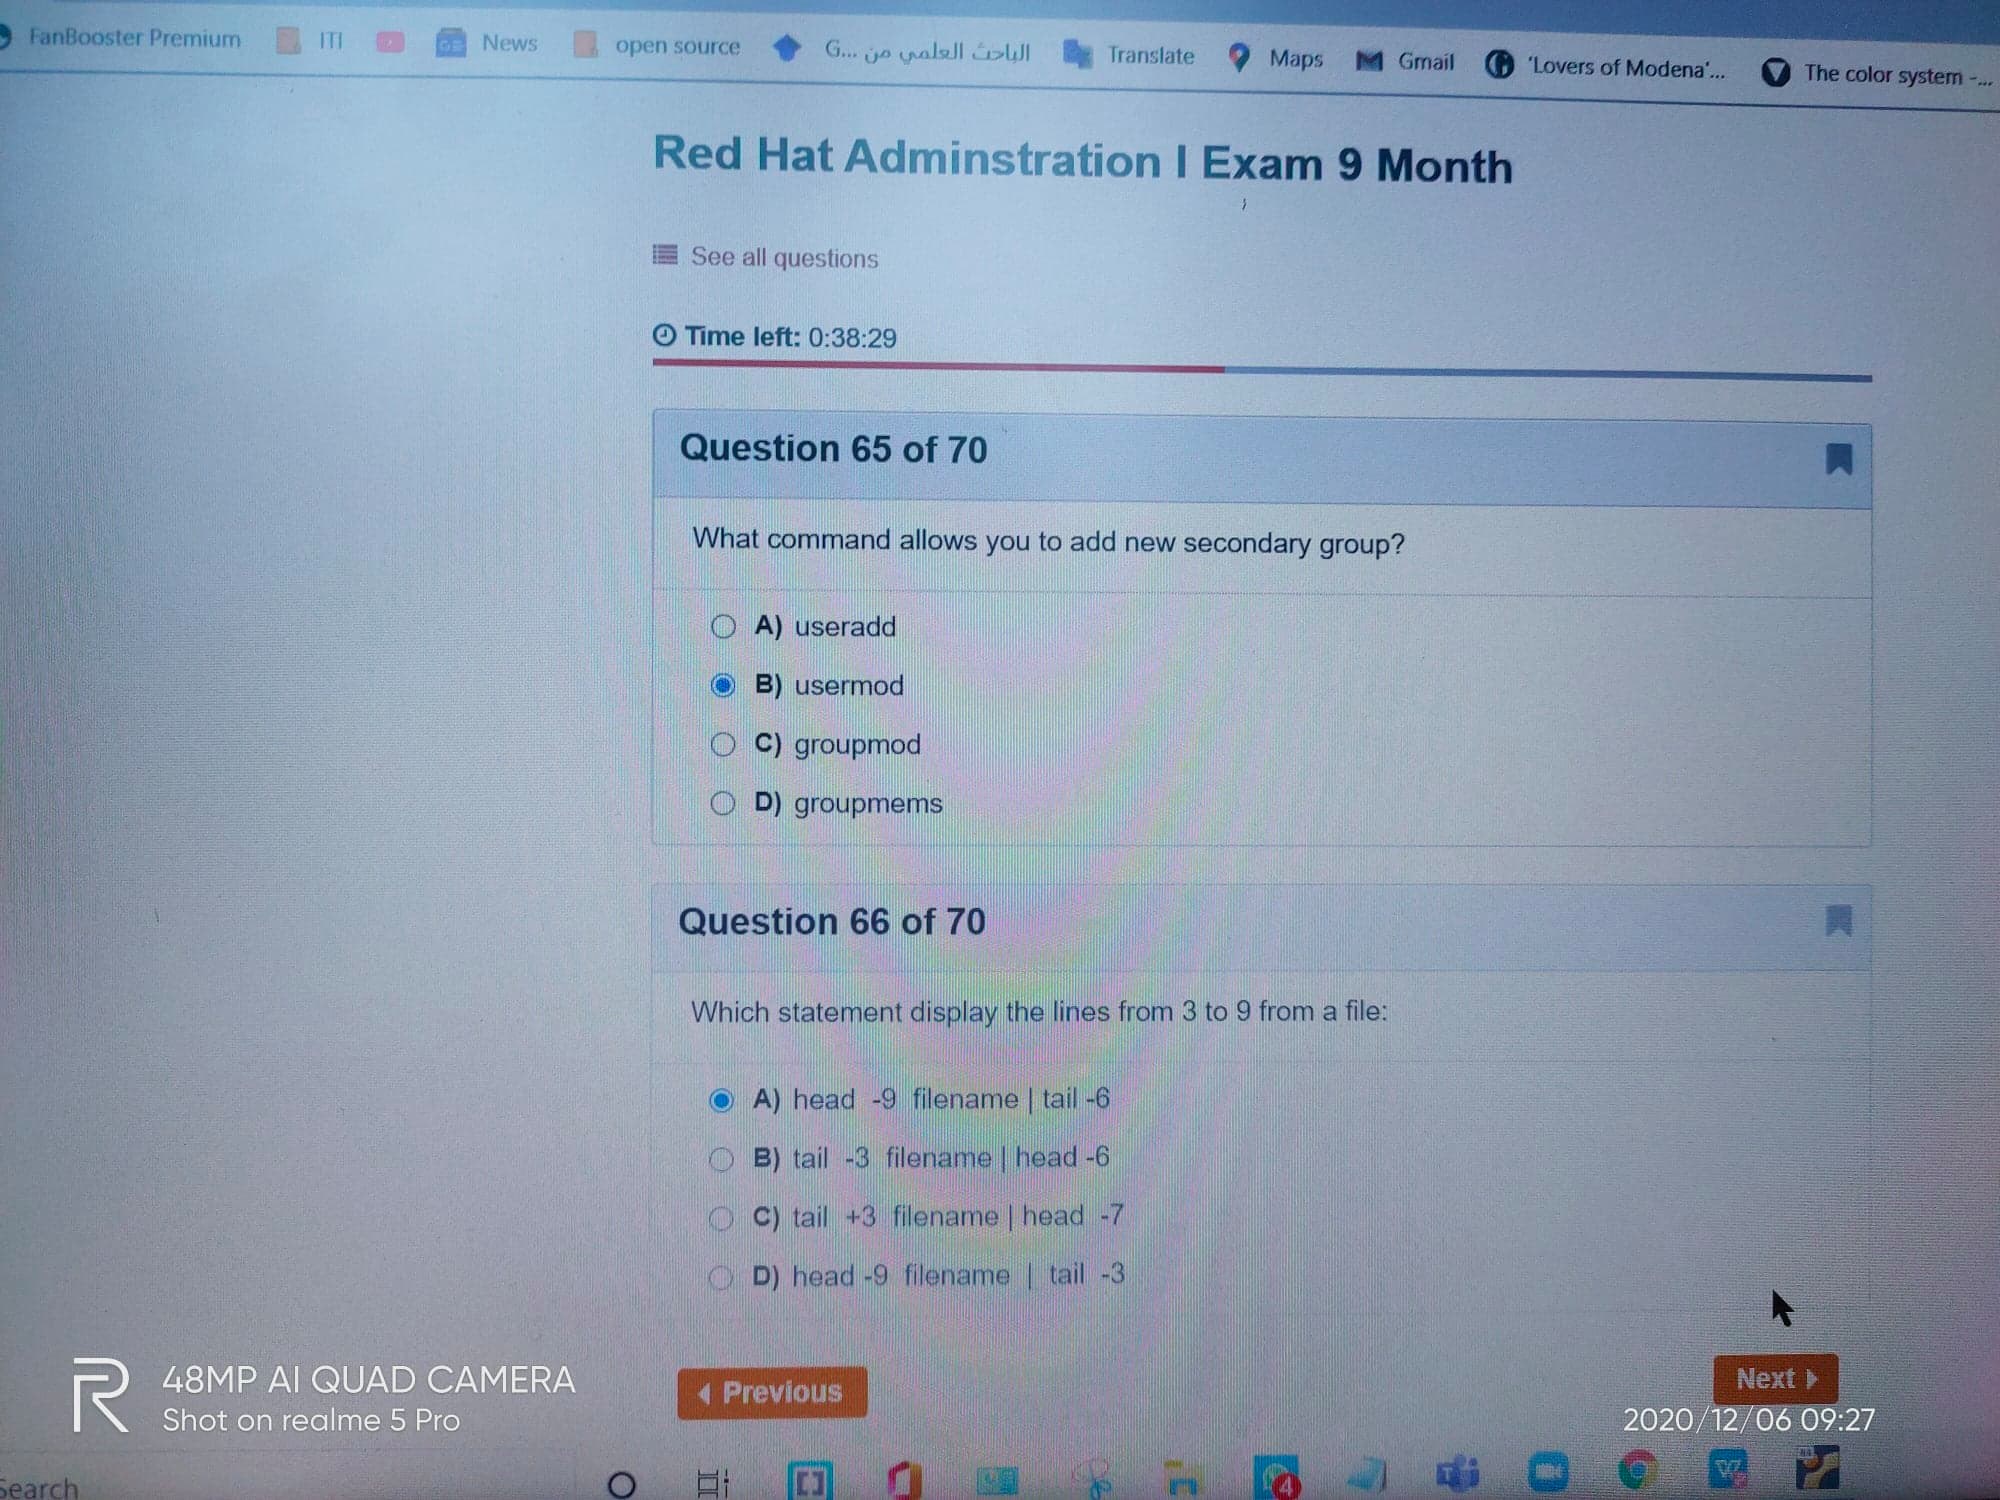 FanBooster Premium ITI News open source G... الباحث العلمي من Translate Maps Gmail 'Lovers of Modena'... The color system -...
Red Hat Adminstration I Exam 9 Month
See all questions
Time left: 0:38:29
Question 65 of 70
What command allows you to add new secondary group?
A) useradd
B) usermod
C) groupmod
D) groupmems
Question 66 of 70
Which statement display the lines from 3 to 9 from a file:
A) head -9 filename | tail -6
B) tail -3 filename | head -6
C) tail +3 filename | head -7
D) head -9 filename | tail -3
Previous
Next
R 48MP AI QUAD CAMERA
Shot on realme 5 Pro
2020/12/06 09:27
Search
4